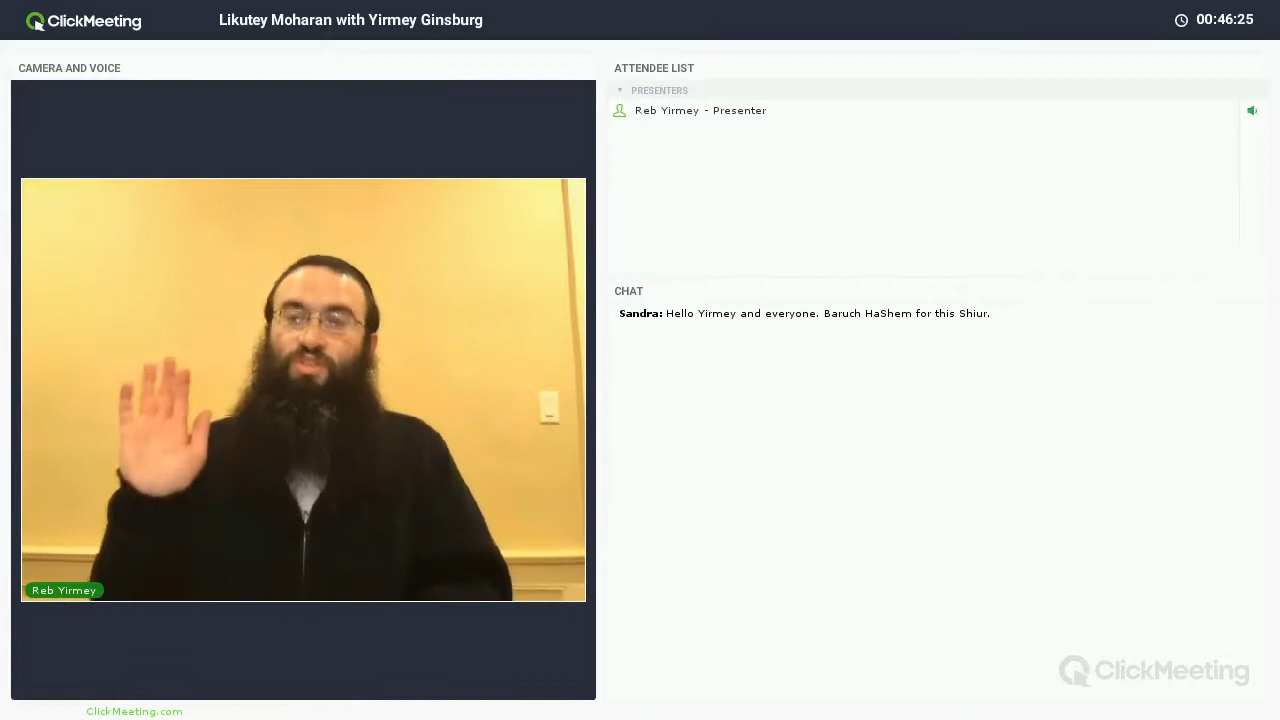 ClickMeeting
Likutey Moharan with Yirmey Ginsburg
00:46:25
CAMERA AND VOICE
Reb Yirmey
ATTENDEE LIST
PRESENTERS
Reb Yirmey - Presenter
CHAT
Sandra: Hello Yirmey and everyone. Baruch HaShem for this Shiur.
ClickMeeting
ClickMeeting.com